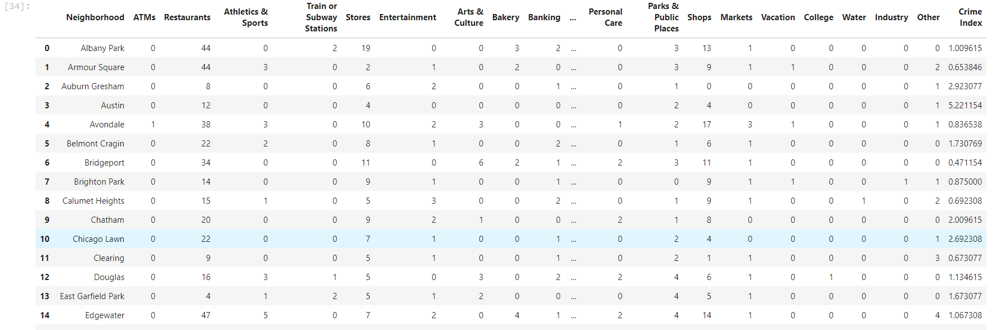 [34]:
Neighborhood ATMs Restaurants Athletics & Sports Train or Subway Stations Stores Entertainment Arts & Culture Bakery Banking ... Personal Care Parks & Public Places Shops Markets Vacation College Water Industry Other Crime Index
0 Albany Park 0 44 0 2 19 0 0 3 2 ... 0 3 13 1 0 0 0 0 0 1.009615
1 Armour Square 0 44 3 0 2 1 0 2 0 ... 0 3 9 1 1 0 0 0 2 0.653846
2 Auburn Gresham 0 8 0 0 6 2 0 0 1 ... 0 1 0 0 0 0 0 0 1 2.923077
3 Austin 0 12 0 0 4 0 0 0 0 ... 0 2 4 0 0 0 0 0 1 5.221154
4 Avondale 1 38 3 0 10 2 3 0 0 ... 1 2 17 3 1 0 0 0 1 0.836538
5 Belmont Cragin 0 22 2 0 8 1 0 0 2 ... 0 1 6 1 0 0 0 0 0 1.730769
6 Bridgeport 0 34 0 0 11 0 6 2 1 ... 2 3 11 1 0 0 0 0 0 0.471154
7 Brighton Park 0 14 0 0 9 1 0 0 1 ... 0 0 9 1 1 0 0 1 1 0.875000
8 Calumet Heights 0 15 1 0 5 3 0 0 2 ... 0 1 9 1 0 0 1 0 2 0.692308
9 Chatham 0 20 0 0 9 2 1 0 0 ... 2 1 8 0 0 0 0 0 0 2.009615
10 Chicago Lawn 0 22 0 0 7 1 0 0 1 ... 0 2 4 0 0 0 0 0 1 2.692308
11 Clearing 0 9 0 0 5 1 0 0 1 ... 0 2 1 1 0 0 0 0 3 0.673077
12 Douglas 0 16 3 1 5 0 3 0 2 ... 2 4 6 1 0 1 0 0 0 1.134615
13 East Garfield Park 0 4 1 2 5 1 2 0 0 ... 0 4 5 1 0 0 0 0 0 1.673077
14 Edgewater 0 47 5 0 7 2 0 4 1 ... 2 4 14 1 0 0 0 0 4 1.067308